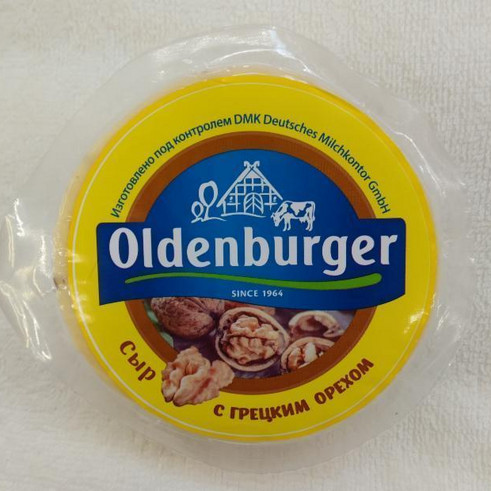 Изготовлено под контролем DMK Deutsches Milchkontor GmbH
Oldenburger
SINCE 1964
Сыр
С ГРЕЦКИМ ОРЕХОМ